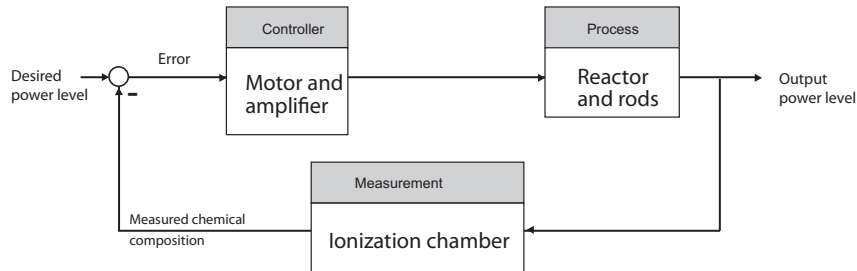 Controller
Process
Error
Desired
power level
Motor and
amplifier
Reactor
and rods
Output
power level
-
Measurement
Measured chemical
composition
Ionization chamber